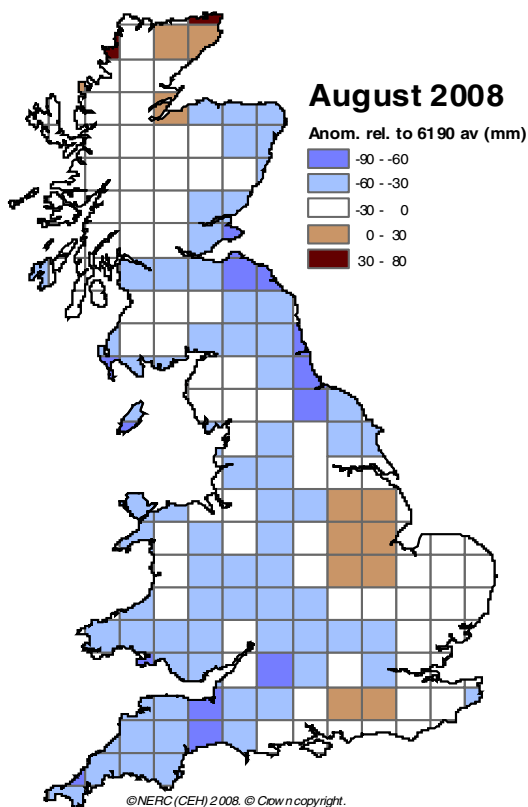 August 2008
Anom. rel. to 6190 av (mm)
-90 - -60
-60 - -30
-30 - 0
0 - 30
30 - 80
©NERC (CEH) 2008. © Crown copyright.